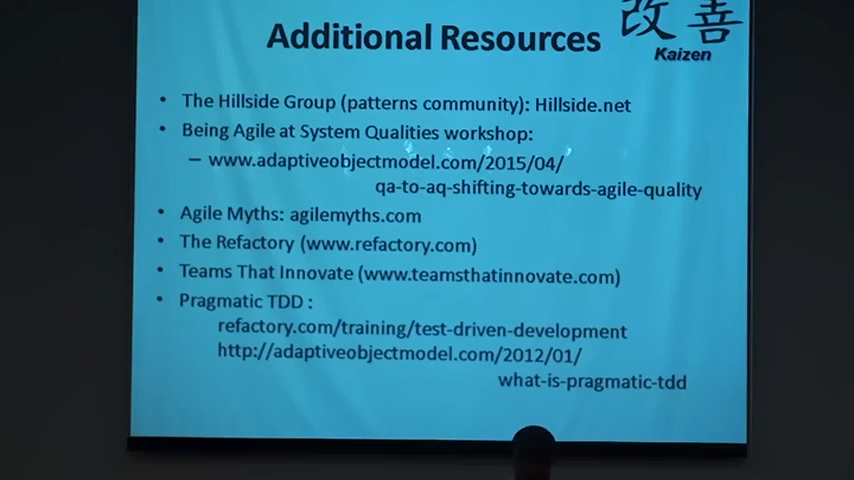 改善
Additional Resources
Kaizen
• The Hillside Group (patterns community): Hillside.net
• Being Agile at System Qualities workshop:
– www.adaptiveobjectmodel.com/2015/04/
qa-to-aq-shifting-towards-agile-quality
• Agile Myths: agilemyths.com
• The Refactory (www.refactory.com)
• Teams That Innovate (www.teamsthatinnovate.com)
• Pragmatic TDD :
refactory.com/training/test-driven-development
http://adaptiveobjectmodel.com/2012/01/
what-is-pragmatic-tdd